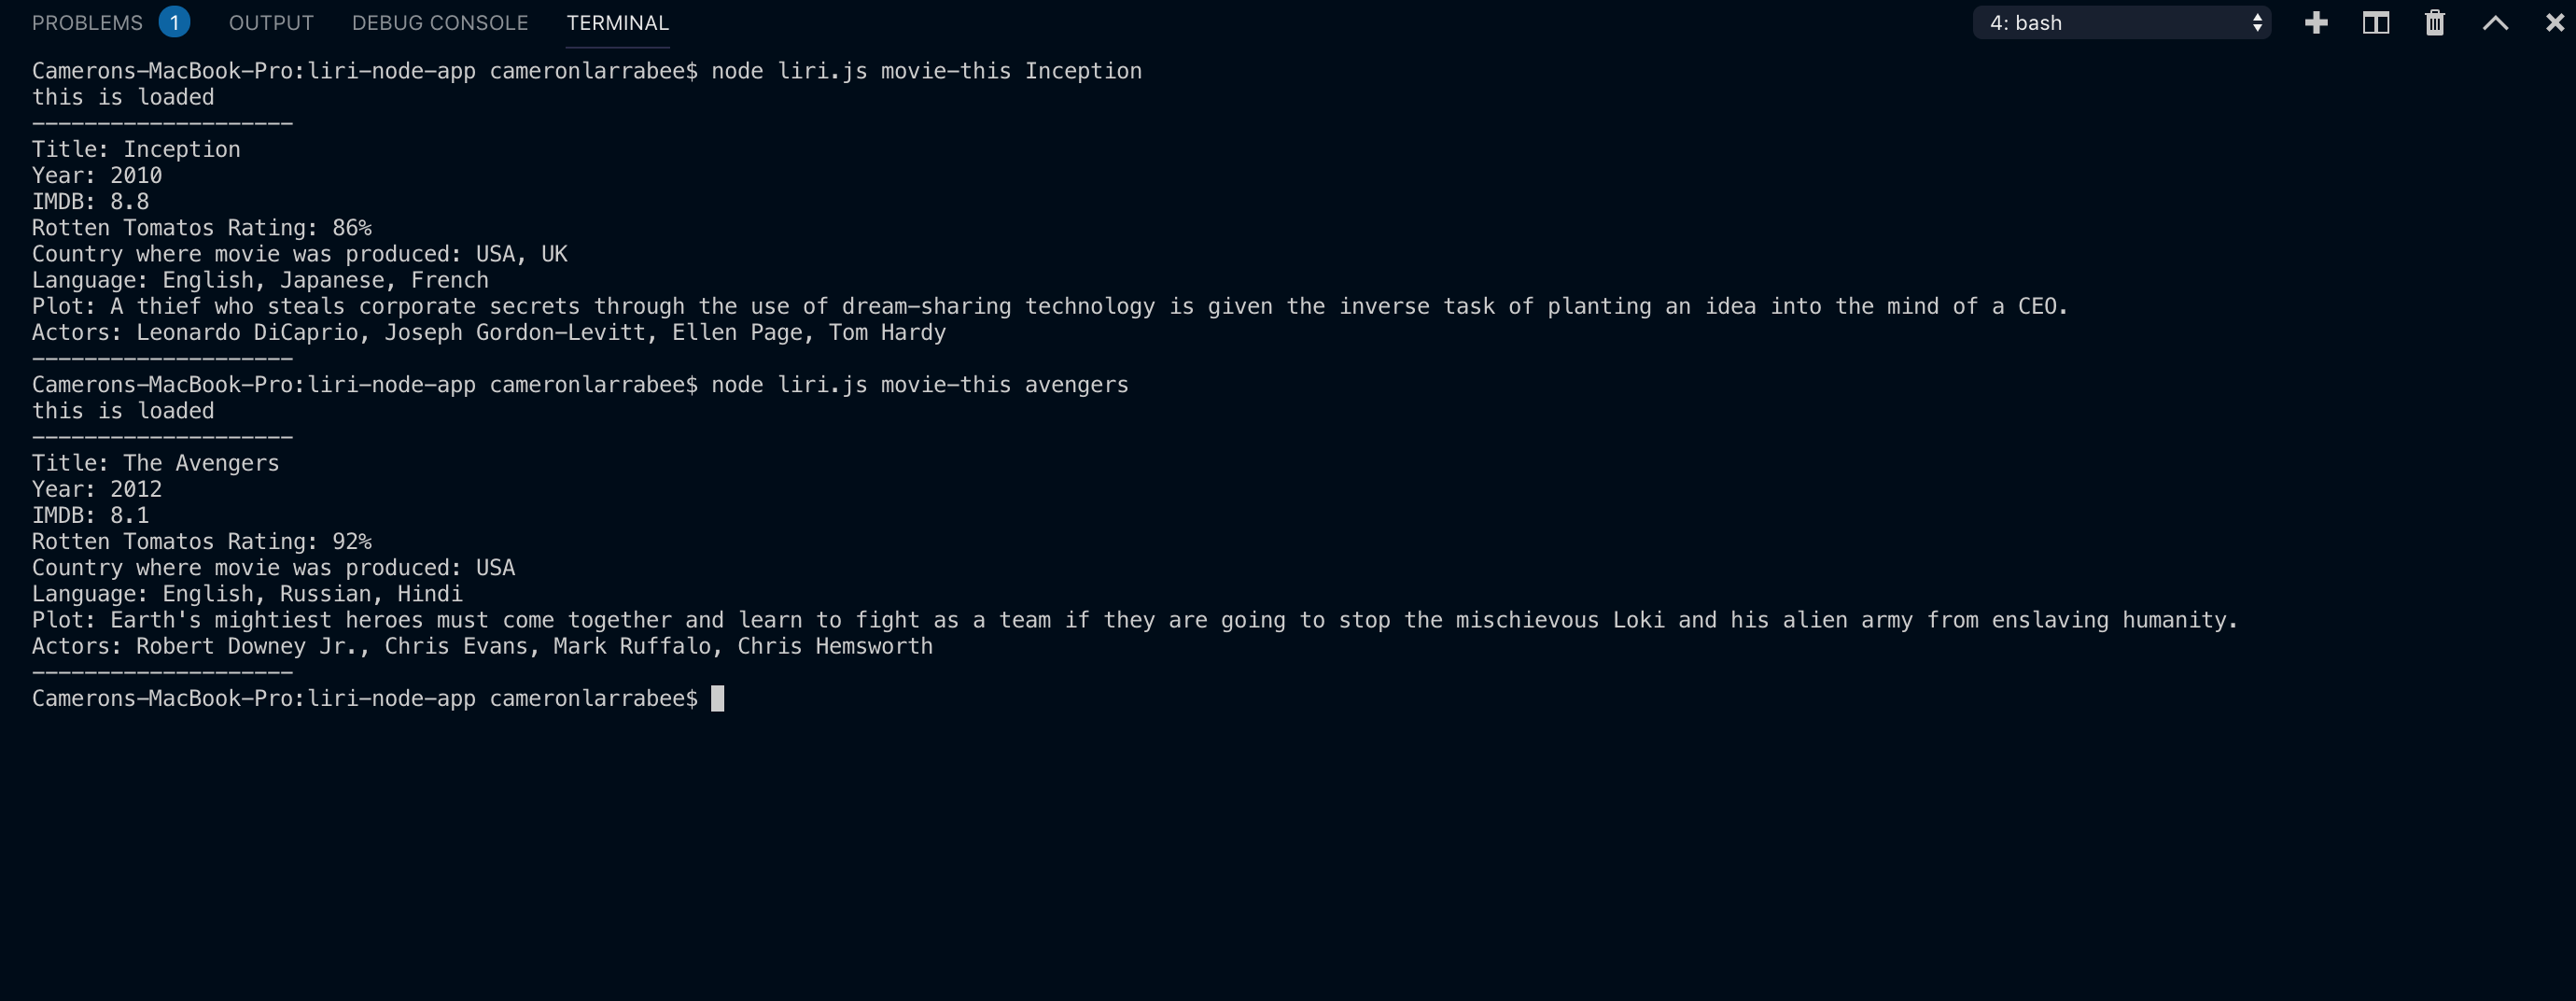 PROBLEMS 1 OUTPUT DEBUG CONSOLE TERMINAL 4: bash
Camerons-MacBook-Pro:liri-node-app cameronlarrabee$ node liri.js movie-this Inception
this is loaded
--------------------
Title: Inception
Year: 2010
IMDB: 8.8
Rotten Tomatos Rating: 86%
Country where movie was produced: USA, UK
Language: English, Japanese, French
Plot: A thief who steals corporate secrets through the use of dream-sharing technology is given the inverse task of planting an idea into the mind of a CEO.
Actors: Leonardo DiCaprio, Joseph Gordon-Levitt, Ellen Page, Tom Hardy
--------------------
Camerons-MacBook-Pro:liri-node-app cameronlarrabee$ node liri.js movie-this avengers
this is loaded
--------------------
Title: The Avengers
Year: 2012
IMDB: 8.1
Rotten Tomatos Rating: 92%
Country where movie was produced: USA
Language: English, Russian, Hindi
Plot: Earth's mightiest heroes must come together and learn to fight as a team if they are going to stop the mischievous Loki and his alien army from enslaving humanity.
Actors: Robert Downey Jr., Chris Evans, Mark Ruffalo, Chris Hemsworth
--------------------
Camerons-MacBook-Pro:liri-node-app cameronlarrabee$